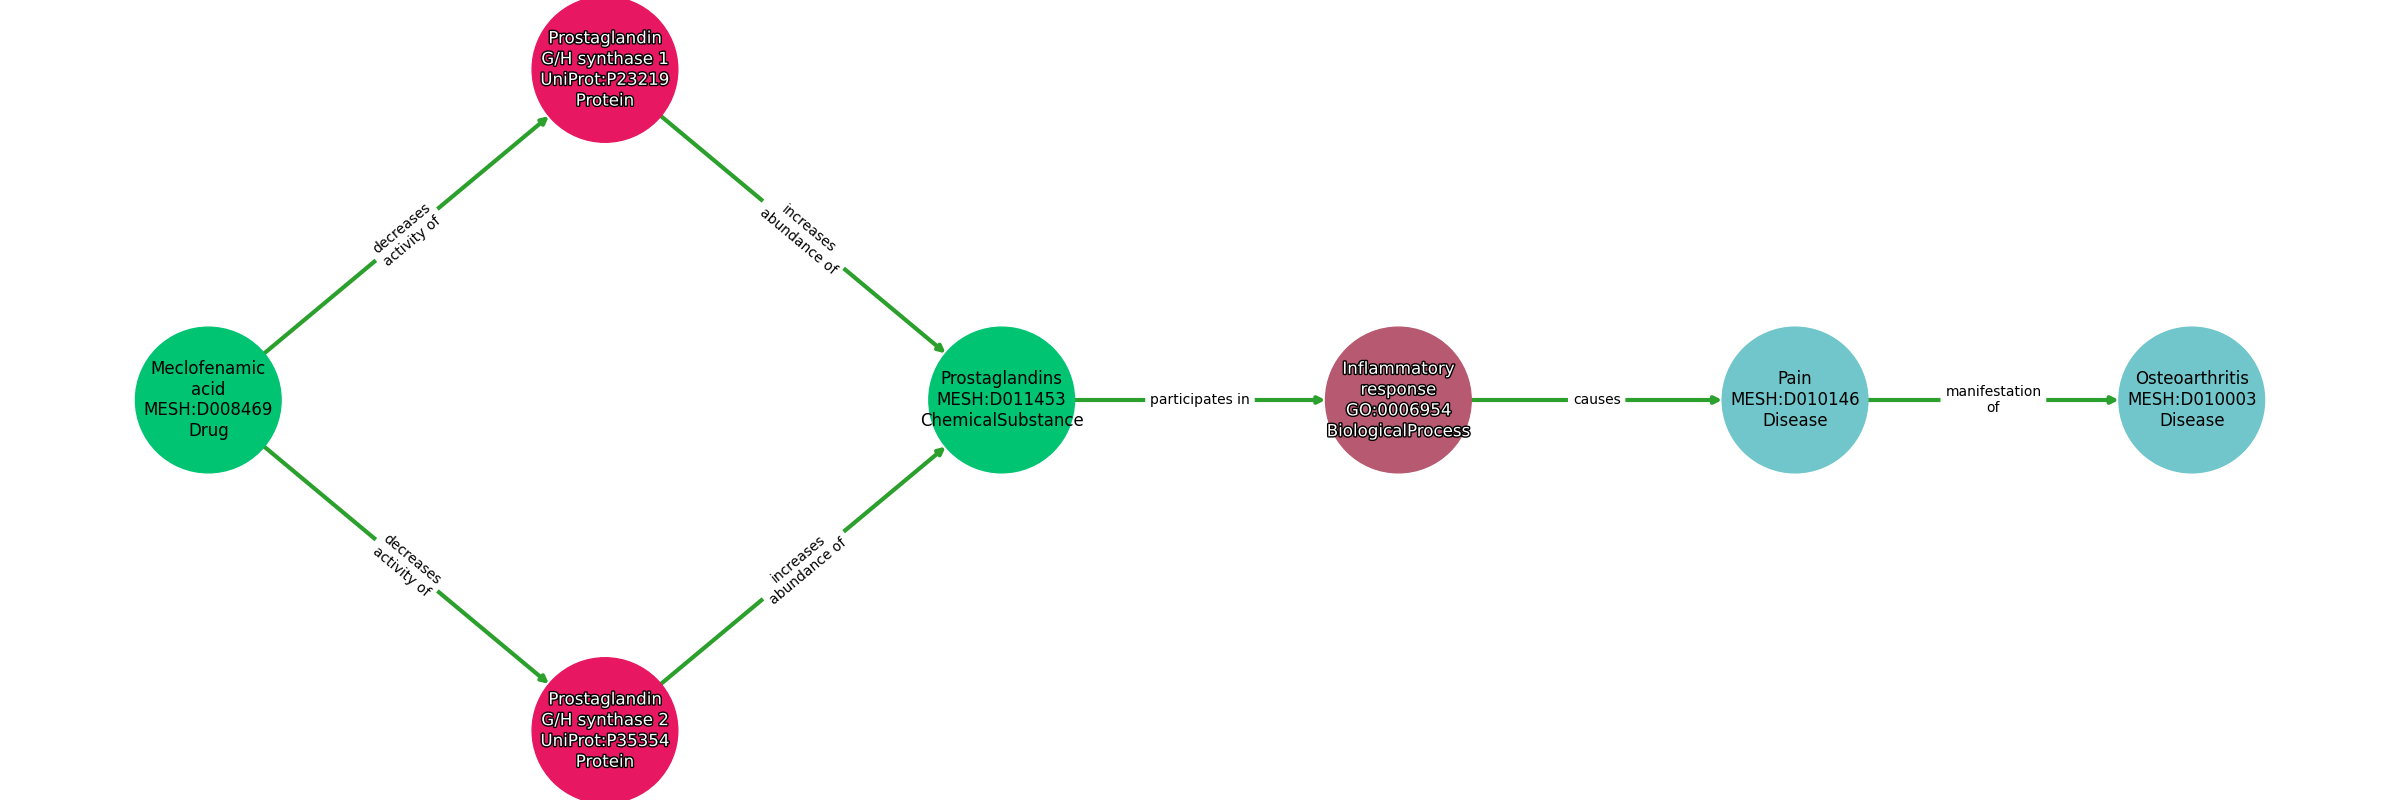 Prostaglandin
G/H synthase 1
UniProt:P23219
Protein
decreases
activity of
increases
abundance of
Meclofenamic
acid
MESH:D008469
Drug
Prostaglandins
MESH:D011453
ChemicalSubstance
participates in
Inflammatory
response
GO:0006954
BiologicalProcess
causes
Pain
MESH:D010146
Disease
manifestation
of
Osteoarthritis
MESH:D010003
Disease
decreases
activity of
increases
abundance of
Prostaglandin
G/H synthase 2
UniProt:P35354
Protein